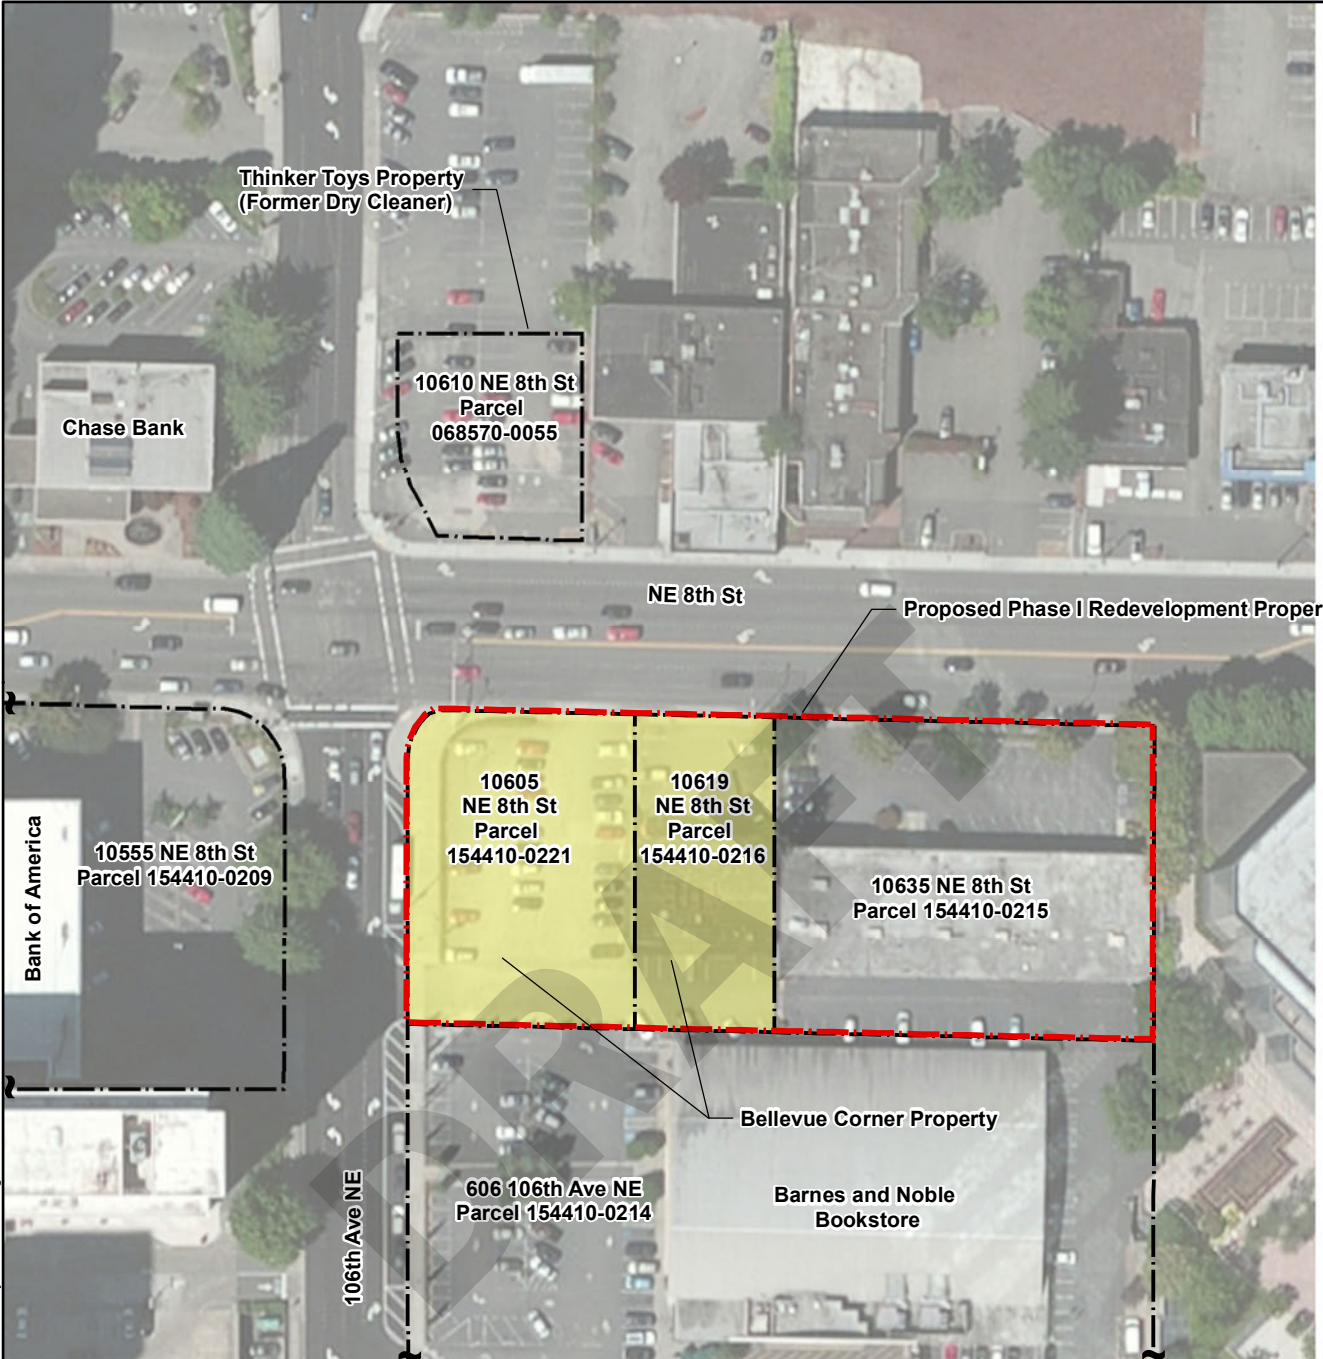 Thinker Toys Property
(Former Dry Cleaner)
10610 NE 8th St
Parcel
068570-0055
Chase Bank
NE 8th St
Proposed Phase I Redevelopment Proper
10605
NE 8th St
Parcel
154410-0221
10619
NE 8th St
Parcel
154410-0216
10635 NE 8th St
Parcel 154410-0215
Bank of America
10555 NE 8th St
Parcel 154410-0209
DRAFT
Bellevue Corner Property
606 106th Ave NE
Parcel 154410-0214
Barnes and Noble
Bookstore
106th Ave NE